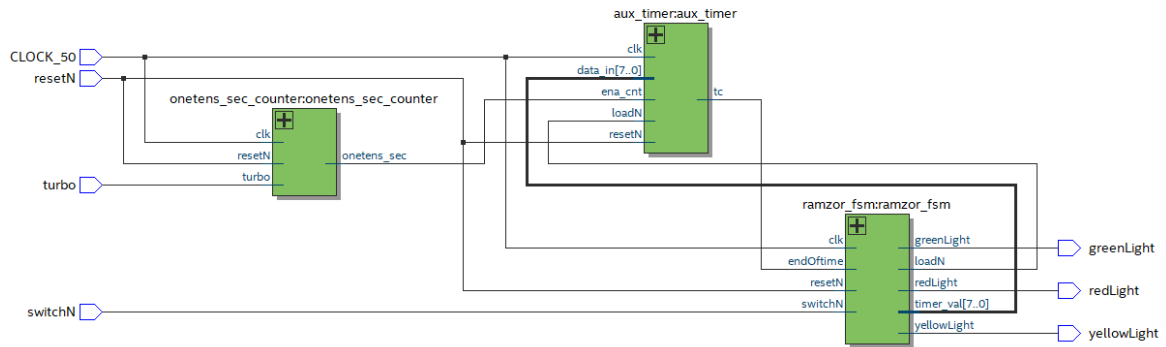 aux_timer:aux_timer
CLOCK_50
clk
resetN
data_in[7..0]
onetens_sec_counter:onetens_sec_counter
ena_cnt
tc
loadN
clk
resetN
resetN
onetens_sec
turbo
turbo
ramzor_fsm:ramzor_fsm
clk
greenLight
greenLight
endOftime
loadN
resetN
redLight
redLight
switchN
switchN
timer_val[7..0]
yellowLight
yellowLight